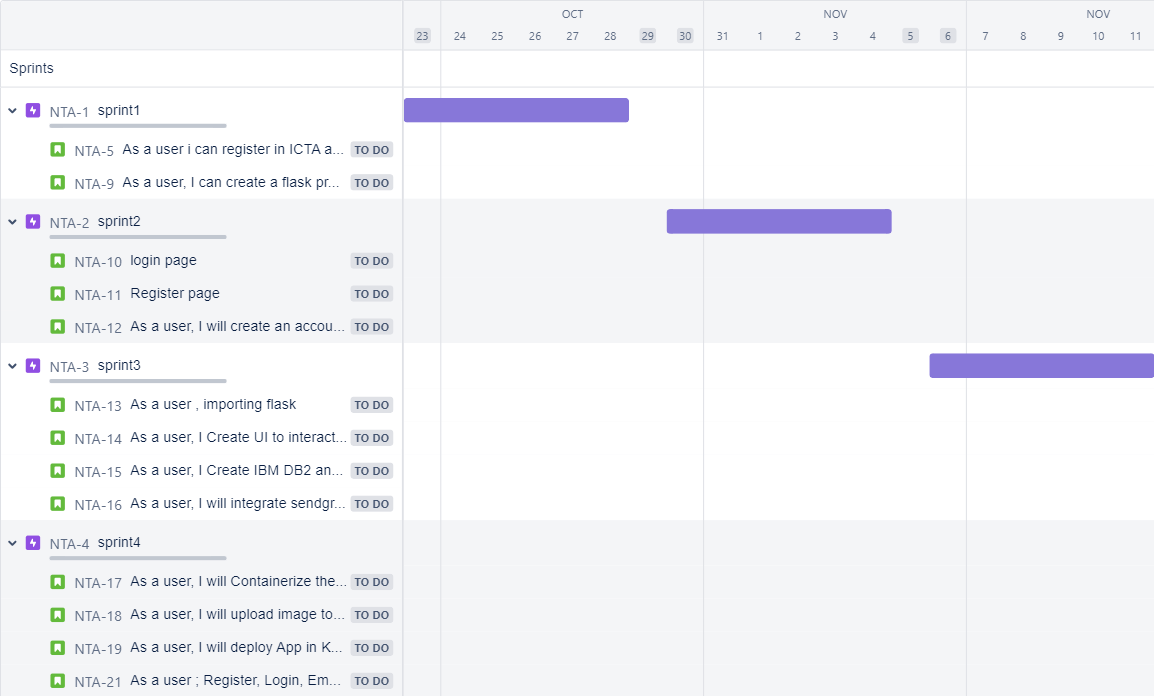 OCT NOV NOV
23 24 25 26 27 28 29 30 31 1 2 3 4 5 6 7 8 9 10 11
Sprints
NTA-1 sprint1
NTA-5 As a user i can register in ICTA a... TO DO
NTA-9 As a user, I can create a flask pr... TO DO
NTA-2 sprint2
NTA-10 login page TO DO
NTA-11 Register page TO DO
NTA-12 As a user, I will create an accou... TO DO
NTA-3 sprint3
NTA-13 As a user , importing flask TO DO
NTA-14 As a user, I Create UI to interact... TO DO
NTA-15 As a user, I Create IBM DB2 an... TO DO
NTA-16 As a user, I will integrate sendgr... TO DO
NTA-4 sprint4
NTA-17 As a user, I will Containerize the... TO DO
NTA-18 As a user, I will upload image to... TO DO
NTA-19 As a user, I will deploy App in K... TO DO
NTA-21 As a user ; Register, Login, Em... TO DO